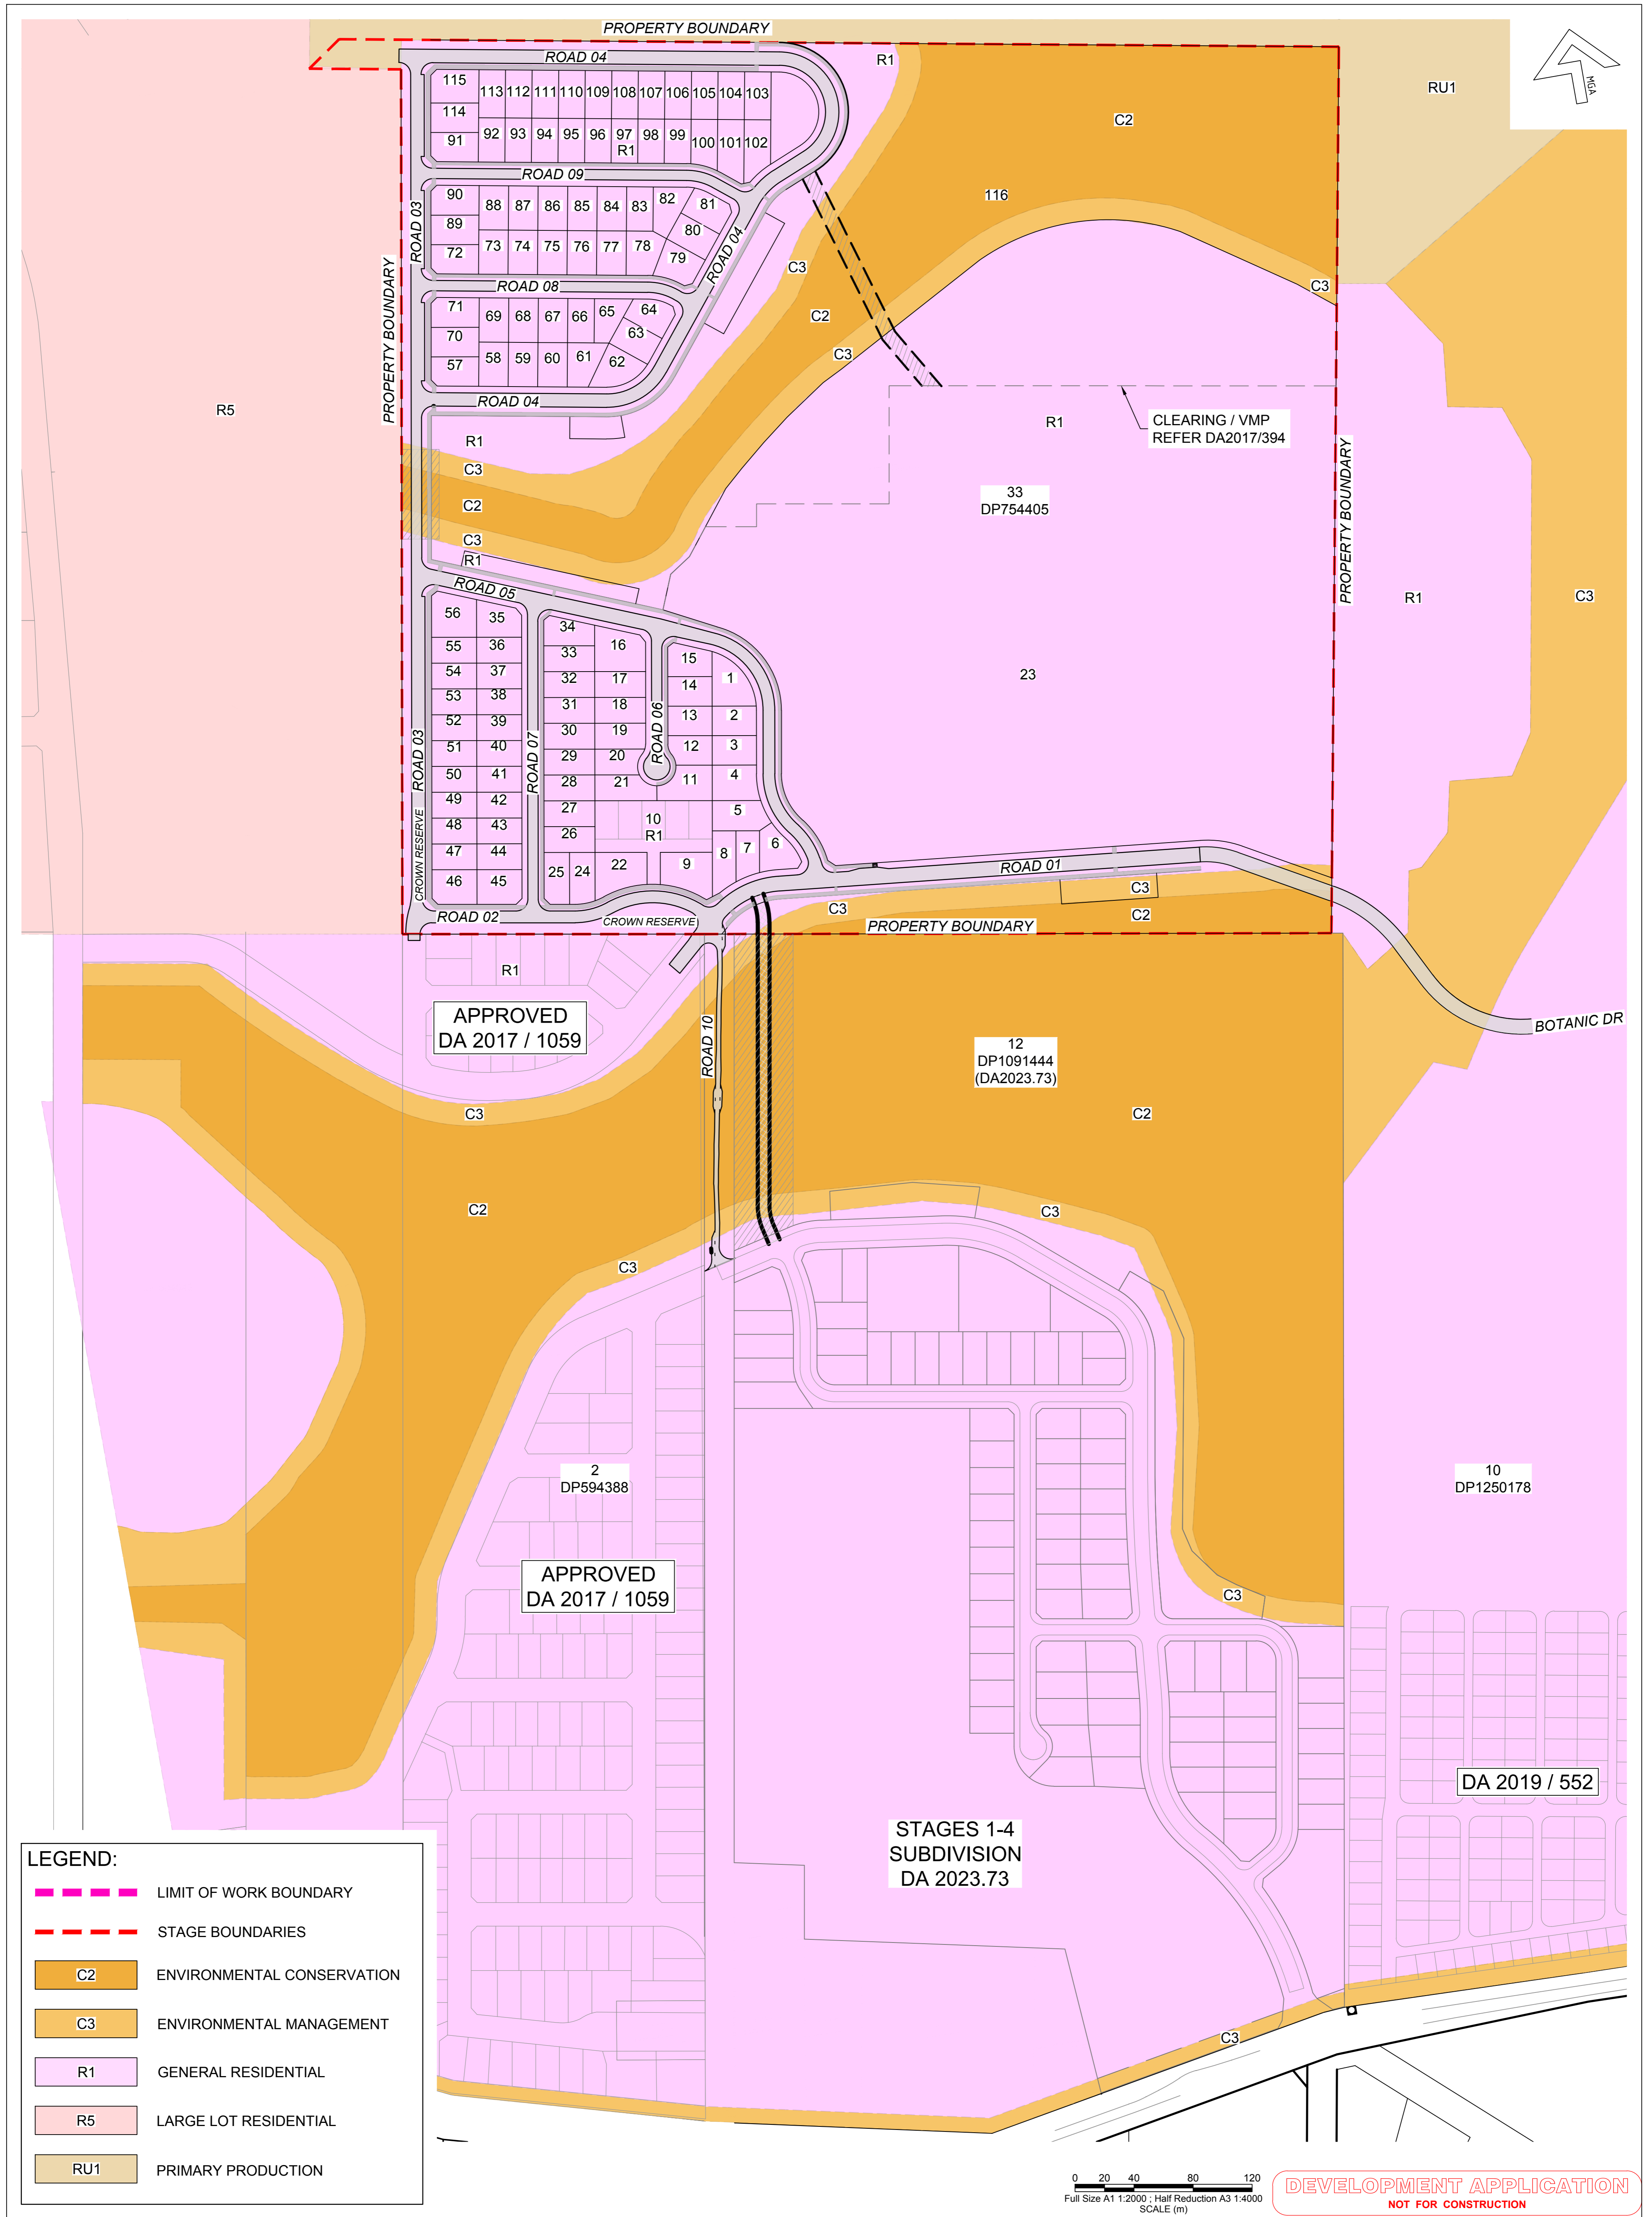 PROPERTY BOUNDARY
ROAD 04
R1
RU1
MGA
C2
115
113 112 111 110 109 108 107 106 105 104 103
114
91
92 93 94 95 96 97 98 99 100 101 102
R1
ROAD 09
116
90
88 87 86 85 84 83 82 81
89
80
72
73 74 75 76 77 78 79
ROAD 03
ROAD 04
PROPERTY BOUNDARY
C3
C3
ROAD 08
71
69 68 67 66 65 64
70
63
57
58 59 60 61 62
C2
C3
ROAD 04
R5
R1
R1
CLEARING / VMP
REFER DA2017/394
C3
C2
C3
R1
33
DP754405
PROPERTY BOUNDARY
R1
C3
ROAD 05
56 35
55 36
54 37
53 38
52 39
51 40
50 41
49 42
48 43
47 44
46 45
34
33 16
32 17
31 18
30 19
29 20
28 21
27
26
25 24 22
15 1
14
13 2
12 3
11 4
5
10
R1
9 8 7 6
23
ROAD 03
ROAD 07
ROAD 06
CROWN RESERVE
ROAD 01
ROAD 02
CROWN RESERVE
C3
C3
C2
PROPERTY BOUNDARY
R1
APPROVED
DA 2017 / 1059
ROAD 10
BOTANIC DR
12
DP1091444
(DA2023.73)
C3
C2
C2
C3
C3
2
DP594388
10
DP1250178
APPROVED
DA 2017 / 1059
C3
DA 2019 / 552
STAGES 1-4
SUBDIVISION
DA 2023.73
C3
LEGEND:
LIMIT OF WORK BOUNDARY
STAGE BOUNDARIES
C2 ENVIRONMENTAL CONSERVATION
C3 ENVIRONMENTAL MANAGEMENT
R1 GENERAL RESIDENTIAL
R5 LARGE LOT RESIDENTIAL
RU1 PRIMARY PRODUCTION
0 20 40 80 120
Full Size A1 1:2000 ; Half Reduction A3 1:4000
SCALE (m)
DEVELOPMENT APPLICATION
NOT FOR CONSTRUCTION